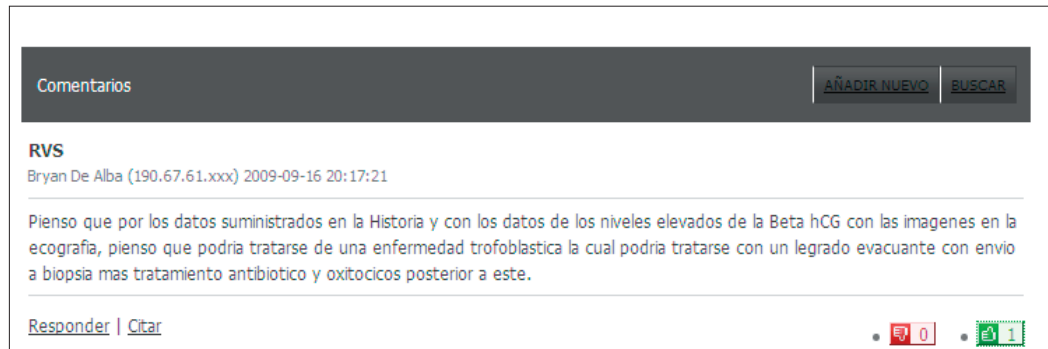 Comentarios
AÑADIR NUEVO BUSCAR
RVS
Bryan De Alba (190.67.61.xxx) 2009-09-16 20:17:21
Pienso que por los datos suministrados en la Historia y con los datos de los niveles elevados de la Beta hCG con las imagenes en la
ecografia, pienso que podria tratarse de una enfermedad trofoblastica la cual podria tratarse con un legrado evacuante con envio
a biopsia mas tratamiento antibiotico y oxitocicos posterior a este.
Responder | Citar
0 1